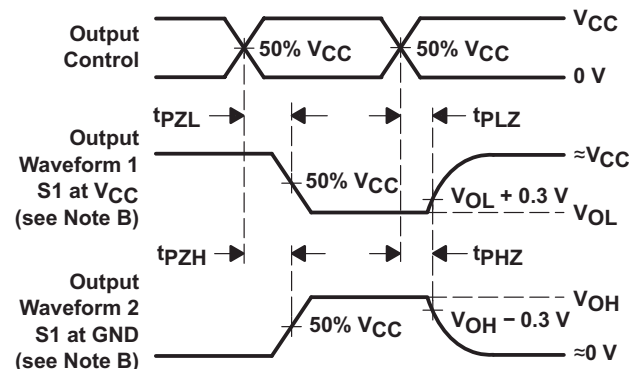 Output
Control
50% VCC
50% VCC
VCC
0 V
tPZL
tPLZ
Output
Waveform 1
S1 at VCC
(see Note B)
50% VCC
≈VCC
VOL + 0.3 V
VOL
tPZH
tPHZ
Output
Waveform 2
S1 at GND
(see Note B)
50% VCC
VOH
VOH − 0.3 V
≈0 V